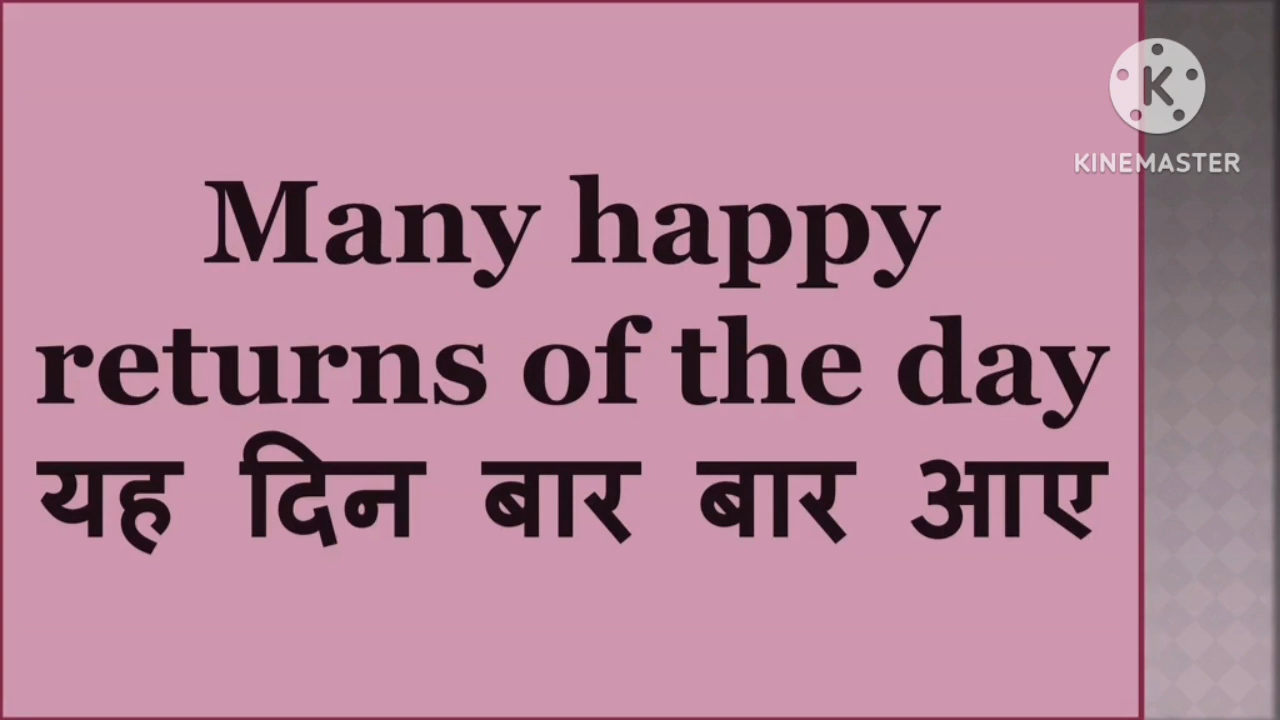 Many happy
returns of the day
यह दिन बार बार आए
K
KINEMASTER